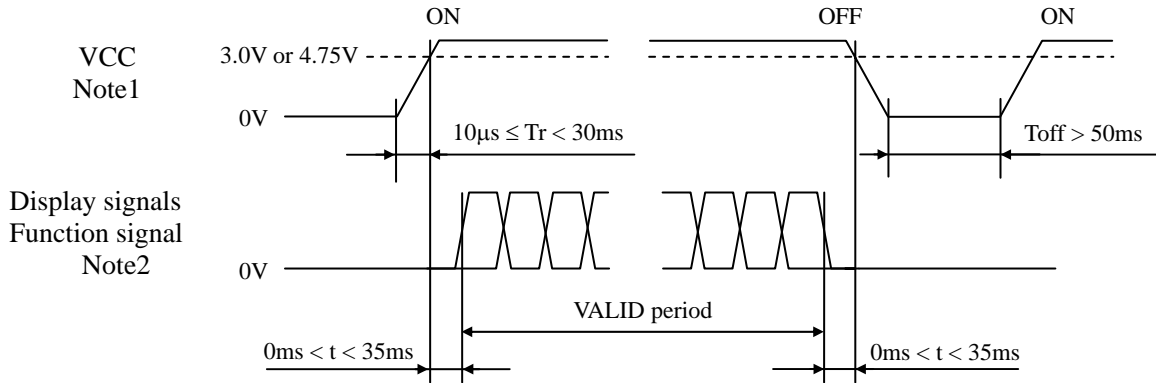 ON OFF ON
VCC
Note1
3.0V or 4.75V
0V
10μs ≤ Tr < 30ms
Toff > 50ms
Display signals
Function signal
Note2
0V
VALID period
0ms < t < 35ms
0ms < t < 35ms